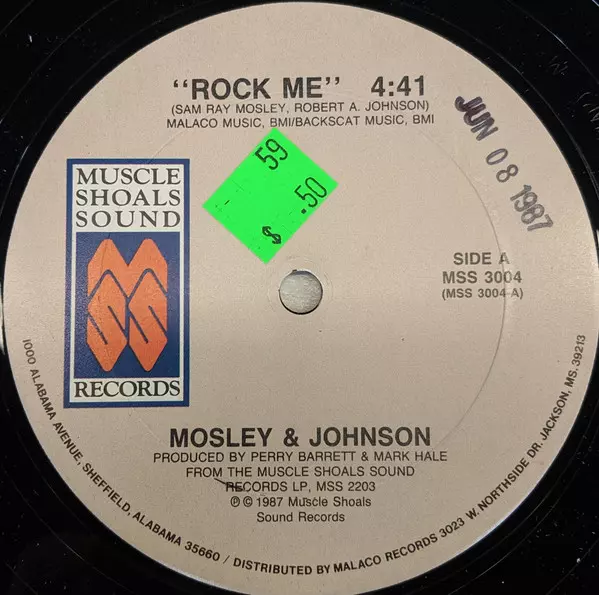 "ROCK ME" 4:41
(SAM RAY MOSLEY, ROBERT A. JOHNSON)
MALACO MUSIC, BMI/BACKSCAT MUSIC, BMI
JUN 08 1987
59
$ .50
MUSCLE
SHOALS
SOUND
MSS
RECORDS
SIDE A
MSS 3004
(MSS 3004-A)
MOSLEY & JOHNSON
PRODUCED BY PERRY BARRETT & MARK HALE
FROM THE MUSCLE SHOALS SOUND
RECORDS LP, MSS 2203
℗ © 1987 Muscle Shoals
Sound Records
1000 ALABAMA AVENUE, SHEFFIELD, ALABAMA 35660 / DISTRIBUTED BY MALACO RECORDS 3023 W. NORTHSIDE DR. JACKSON, MS. 39213